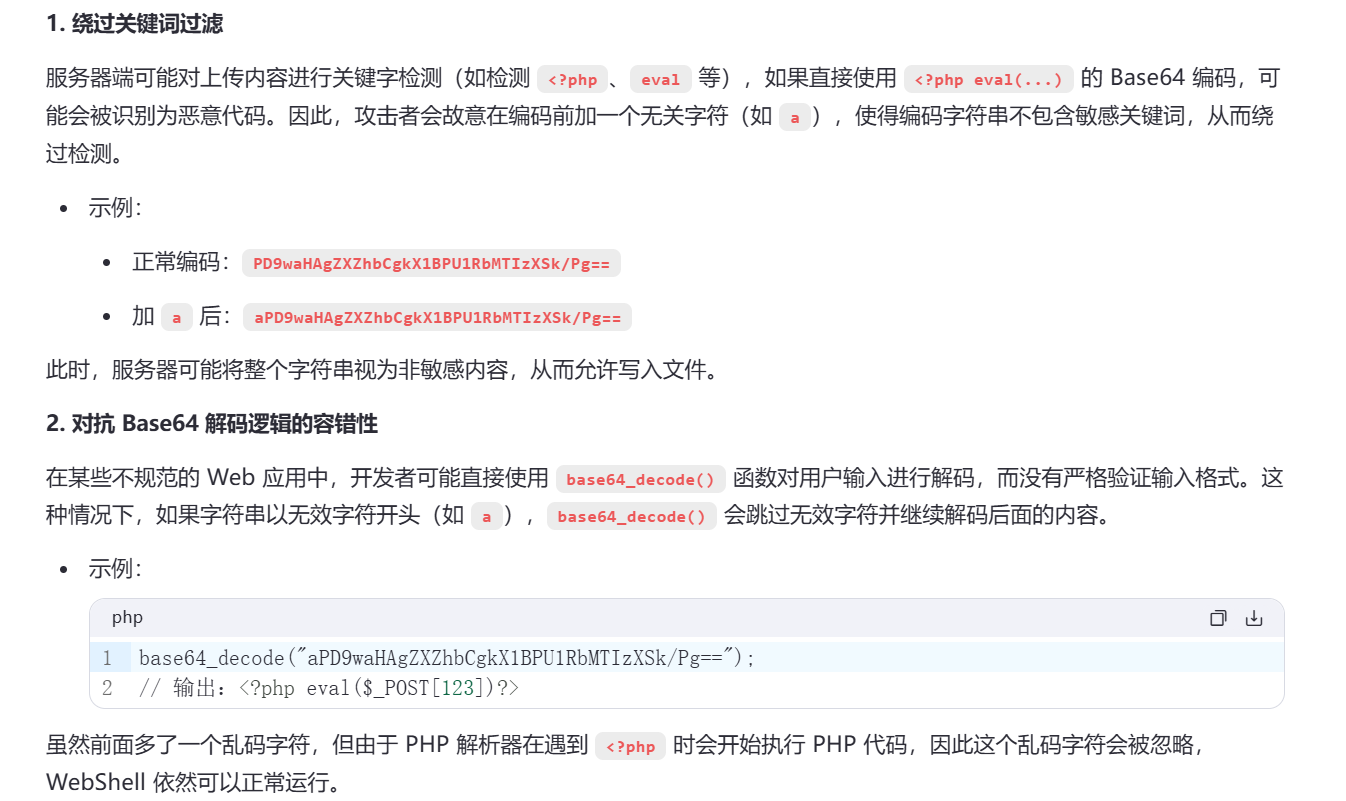 1. 绕过关键词过滤
服务器端可能对上传内容进行关键字检测（如检测 <?php、eval 等），如果直接使用 <?php eval(...) 的 Base64 编码，可
能会被识别为恶意代码。因此，攻击者会故意在编码前加一个无关字符（如 a），使得编码字符串不包含敏感关键词，从而绕
过检测。
• 示例：
• 正常编码：PD9waHAgZXZhbCgkX1BPU1RbMTIzXSk/Pg==
• 加 a 后：aPD9waHAgZXZhbCgkX1BPU1RbMTIzXSk/Pg==
此时，服务器可能将整个字符串视为非敏感内容，从而允许写入文件。
2. 对抗 Base64 解码逻辑的容错性
在某些不规范的 Web 应用中，开发者可能直接使用 base64_decode() 函数对用户输入进行解码，而没有严格验证输入格式。这
种情况下，如果字符串以无效字符开头（如 a），base64_decode() 会跳过无效字符并继续解码后面的内容。
• 示例：
php
1 base64_decode("aPD9waHAgZXZhbCgkX1BPU1RbMTIzXSk/Pg==");
2 // 输出：<?php eval($_POST[123])?>
虽然前面多了一个乱码字符，但由于 PHP 解析器在遇到 <?php 时会开始执行 PHP 代码，因此这个乱码字符会被忽略，
WebShell 依然可以正常运行。